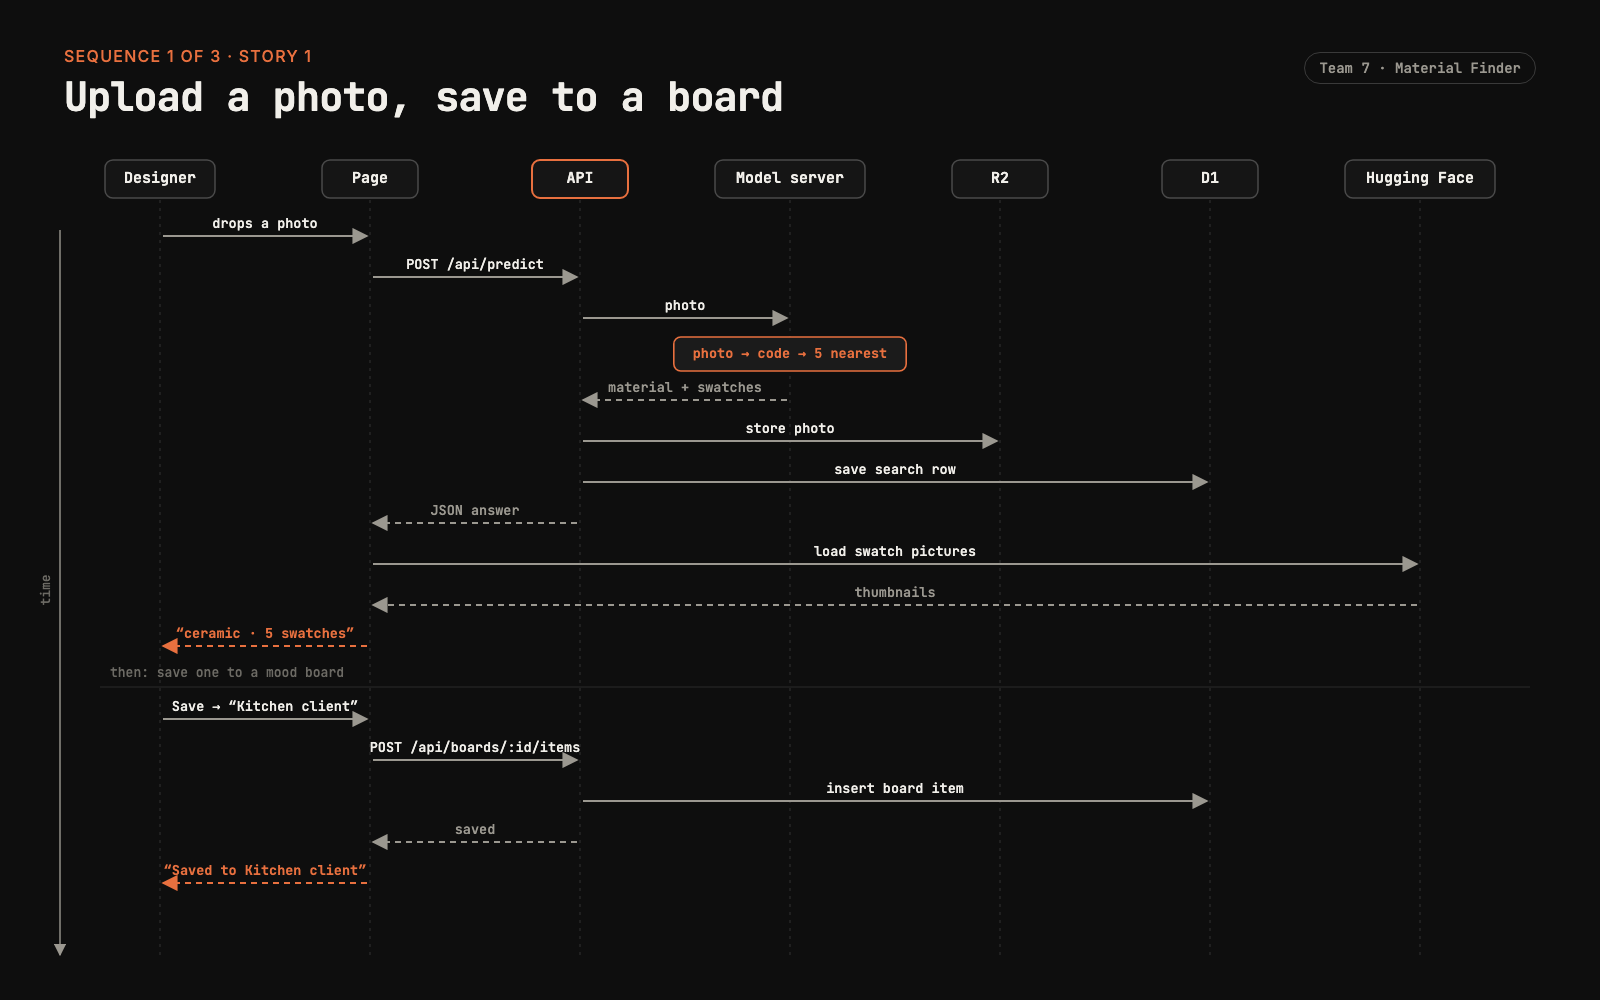 SEQUENCE 1 OF 3 · STORY 1
Upload a photo, save to a board
Team 7 · Material Finder
Designer
Page
API
Model server
R2
D1
Hugging Face
drops a photo
POST /api/predict
photo
photo → code → 5 nearest
material + swatches
store photo
save search row
JSON answer
load swatch pictures
time
thumbnails
“ceramic · 5 swatches”
then: save one to a mood board
Save → “Kitchen client”
POST /api/boards/:id/items
insert board item
saved
“Saved to Kitchen client”